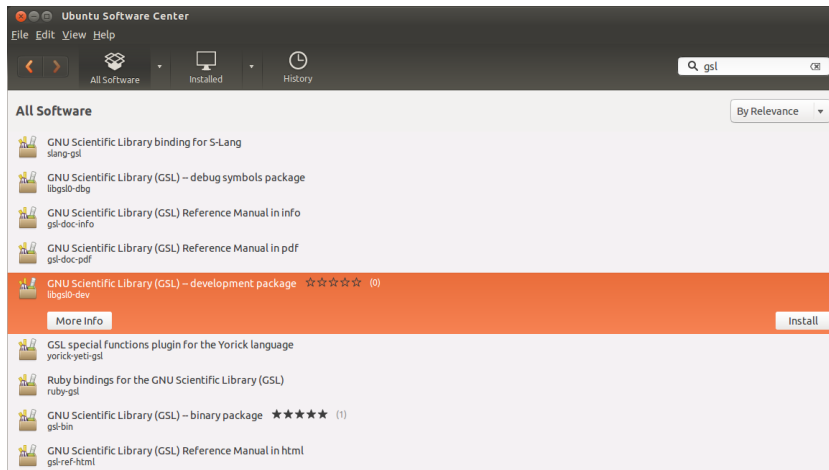 Ubuntu Software Center
File Edit View Help
All Software
Installed
History
gsl
All Software
By Relevance
GNU Scientific Library binding for S-Lang
slang-gsl
GNU Scientific Library (GSL) -- debug symbols package
libgsl0-dbg
GNU Scientific Library (GSL) Reference Manual in info
gsl-doc-info
GNU Scientific Library (GSL) Reference Manual in pdf
gsl-doc-pdf
GNU Scientific Library (GSL) -- development package (0)
libgsl0-dev
More Info
Install
GSL special functions plugin for the Yorick language
yorick-yeti-gsl
Ruby bindings for the GNU Scientific Library (GSL)
ruby-gsl
GNU Scientific Library (GSL) -- binary package (1)
gsl-bin
GNU Scientific Library (GSL) Reference Manual in html
gsl-ref-html